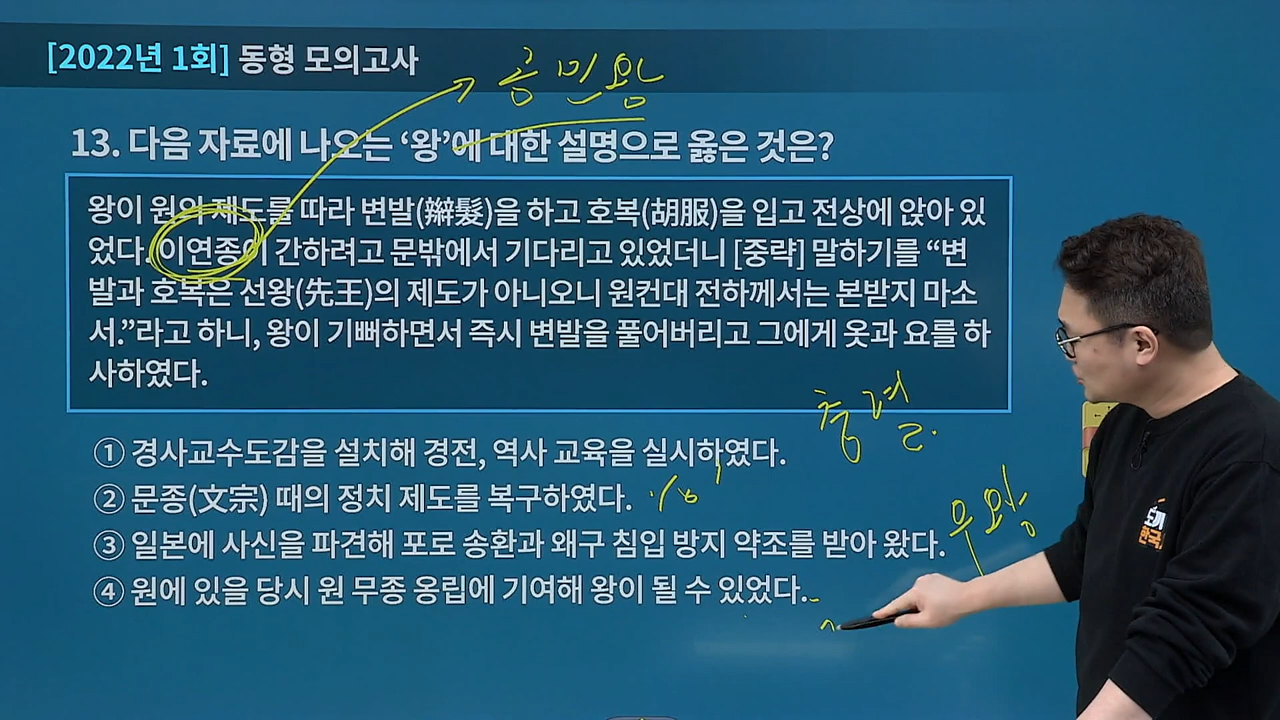 [2022년 1회] 동형 모의고사
공민왕
13. 다음 자료에 나오는 ‘왕’에 대한 설명으로 옳은 것은?
왕이 원의 제도를 따라 변발(辮髮)을 하고 호복(胡服)을 입고 전상에 앉아 있
었다. 이연종이 간하려고 문밖에서 기다리고 있었더니 [중략] 말하기를 “변
발과 호복은 선왕(先王)의 제도가 아니오니 원컨대 전하께서는 본받지 마소
서.”라고 하니, 왕이 기뻐하면서 즉시 변발을 풀어버리고 그에게 옷과 요를 하
사하였다.
충렬
① 경사교수도감을 설치해 경전, 역사 교육을 실시하였다.
② 문종(文宗) 때의 정치 제도를 복구하였다.
우왕
③ 일본에 사신을 파견해 포로 송환과 왜구 침입 방지 약조를 받아 왔다.
④ 원에 있을 당시 원 무종 옹립에 기여해 왕이 될 수 있었다.